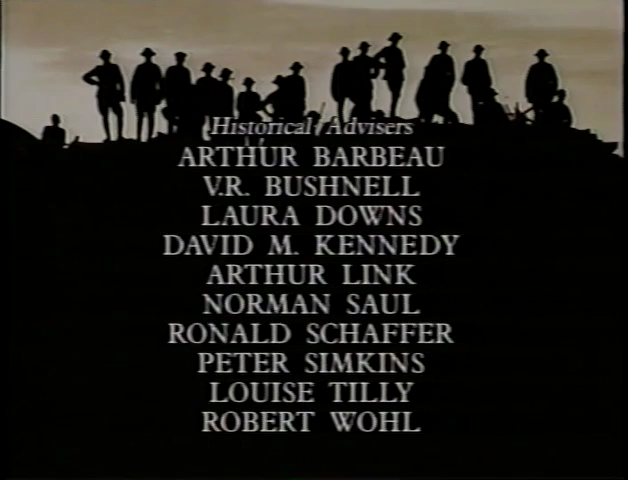 Historical Advisers
ARTHUR BARBEAU
V.R. BUSHNELL
LAURA DOWNS
DAVID M. KENNEDY
ARTHUR LINK
NORMAN SAUL
RONALD SCHAFFER
PETER SIMKINS
LOUISE TILLY
ROBERT WOHL